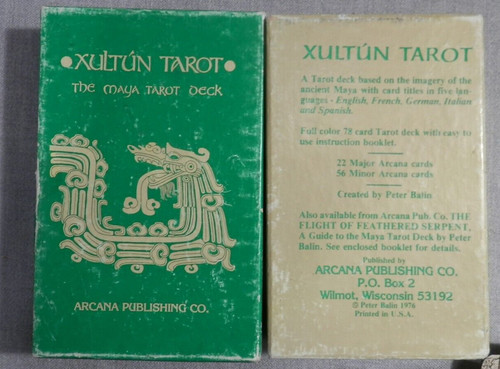 •XULTÚN TAROT•
THE MAYA TAROT DECK
ARCANA PUBLISHING CO.
XULTÚN TAROT
A Tarot deck based on the imagery of the
ancient Maya with card titles in five lan-
guages - English, French, German, Italian
and Spanish.
Full color 78 card Tarot deck with easy to
use instruction booklet.
22 Major Arcana cards
56 Minor Arcana cards
Created by Peter Balin
Also available from Arcana Pub. Co. THE
FLIGHT OF FEATHERED SERPENT,
A Guide to the Maya Tarot Deck by Peter
Balin. See enclosed booklet for details.
Published by
ARCANA PUBLISHING CO.
P.O. Box 2
Wilmot, Wisconsin 53192
© Peter Balin 1976
Printed in U.S.A.